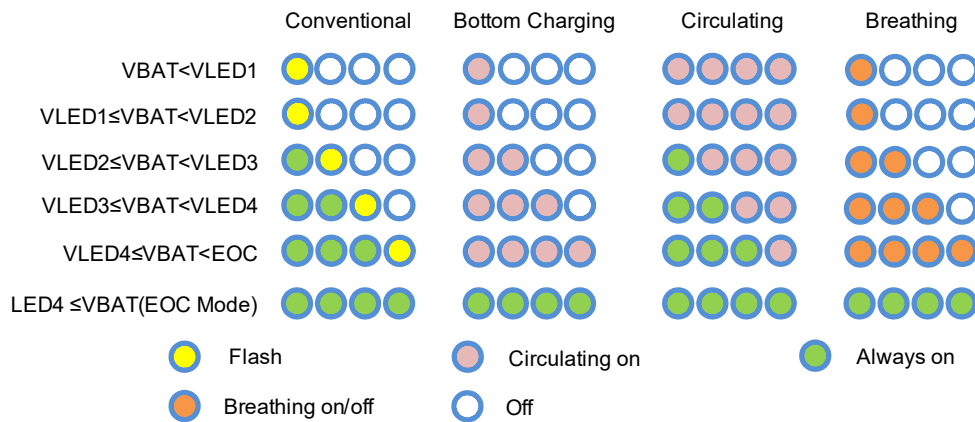 Conventional Bottom Charging Circulating Breathing
VBAT<VLED1
VLED1≤VBAT<VLED2
VLED2≤VBAT<VLED3
VLED3≤VBAT<VLED4
VLED4≤VBAT<EOC
LED4 ≤VBAT(EOC Mode)
Flash Circulating on Always on
Breathing on/off Off